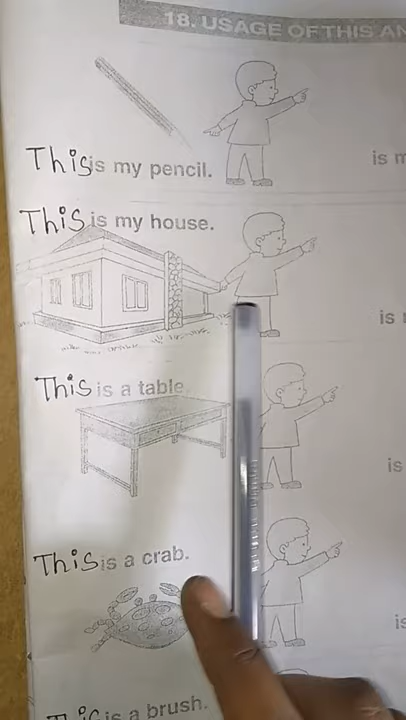 18. USAGE OF THIS AN
This is my pencil.
is m
This is my house.
is
This is a table
is
This is a crab.
is
This is a brush.